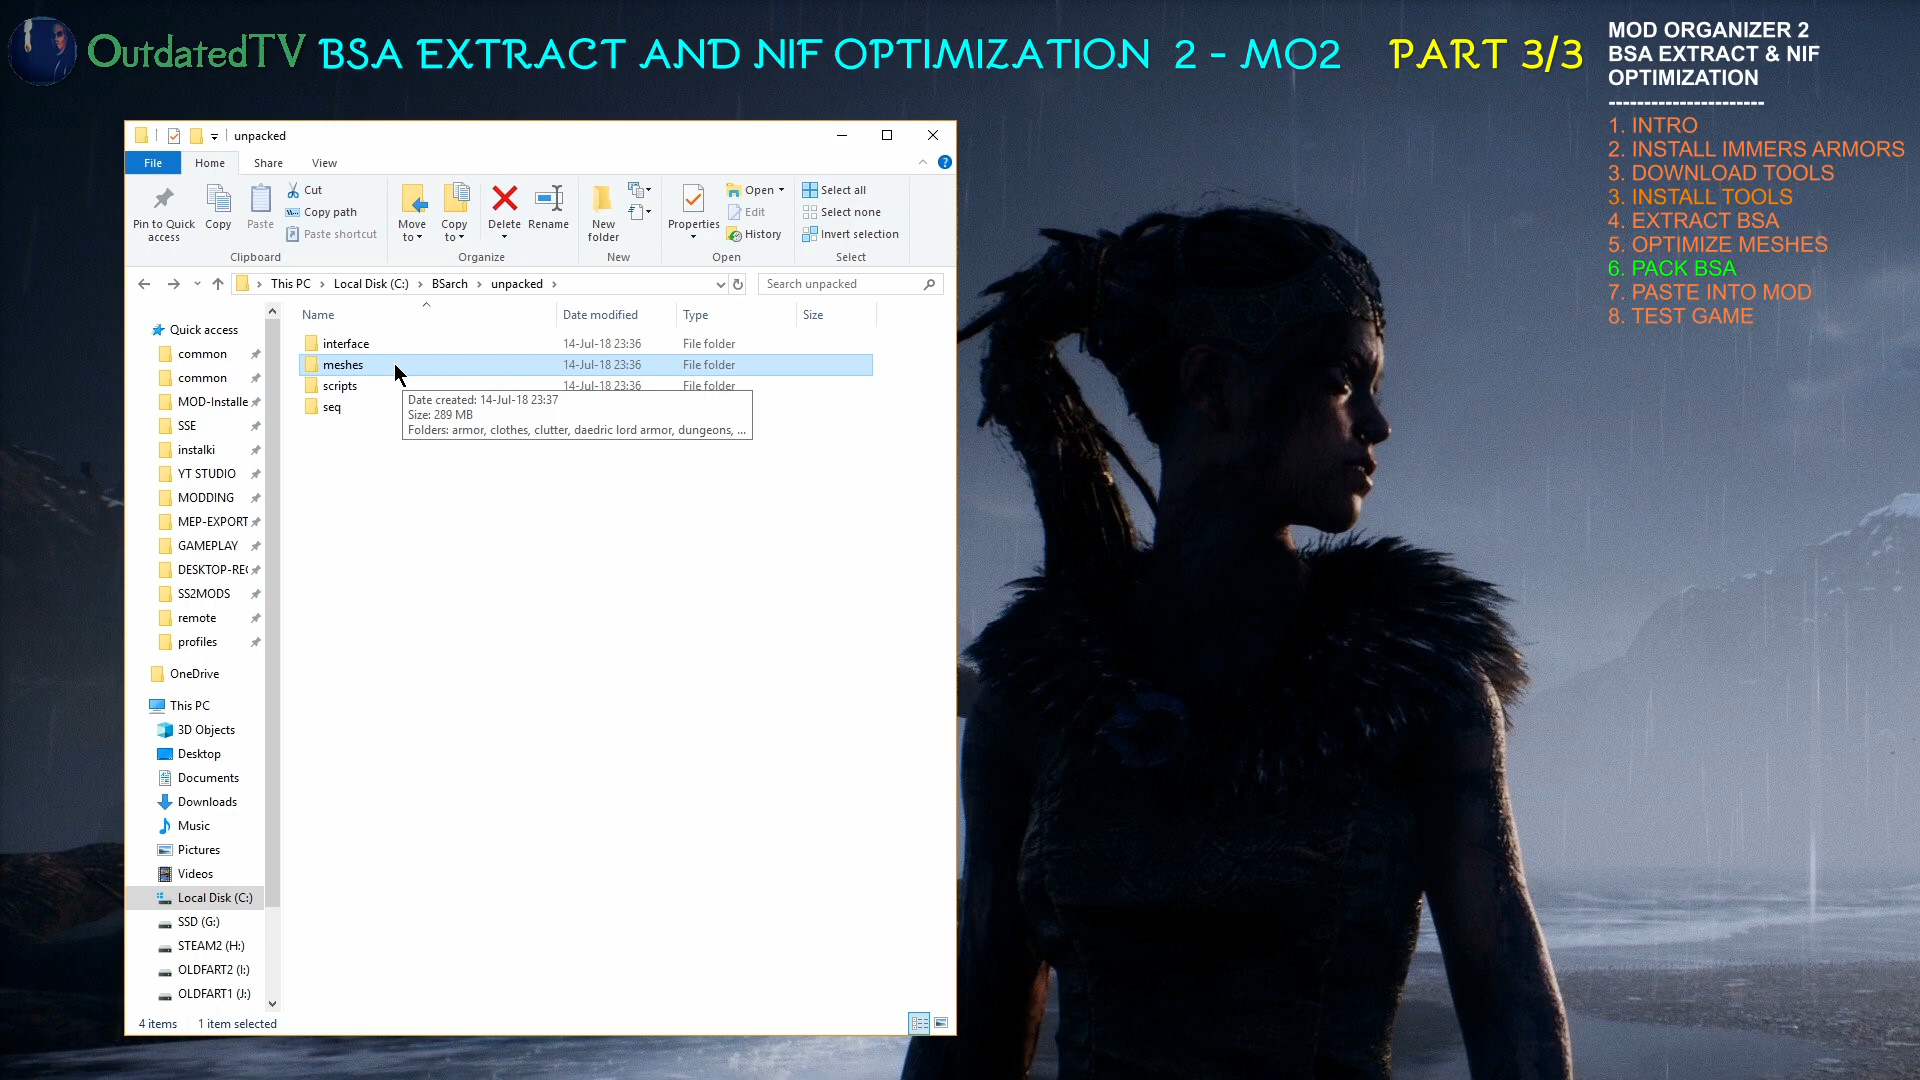 OutdatedTV BSA EXTRACT AND NIF OPTIMIZATION 2 - MO2 PART 3/3
MOD ORGANIZER 2
BSA EXTRACT & NIF
OPTIMIZATION
----------------------
1. INTRO
2. INSTALL IMMERS ARMORS
3. DOWNLOAD TOOLS
3. INSTALL TOOLS
4. EXTRACT BSA
5. OPTIMIZE MESHES
6. PACK BSA
7. PASTE INTO MOD
8. TEST GAME
unpacked
File Home Share View
Pin to Quick access
Copy
Paste
Cut
Copy path
Paste shortcut
Clipboard
Move to
Copy to
Delete
Rename
Organize
New folder
New
Properties
Open
Edit
History
Open
Select all
Select none
Invert selection
Select
This PC > Local Disk (C:) > BSarch > unpacked >
Search unpacked
Name Date modified Type Size
interface 14-Jul-18 23:36 File folder
meshes 14-Jul-18 23:36 File folder
scripts 14-Jul-18 23:36 File folder
seq
Date created: 14-Jul-18 23:37
Size: 289 MB
Folders: armor, clothes, clutter, daedric lord armor, dungeons, ...
Quick access
common
common
MOD-Installe
SSE
instalki
YT STUDIO
MODDING
MEP-EXPORT
GAMEPLAY
DESKTOP-REC
SS2MODS
remote
profiles
OneDrive
This PC
3D Objects
Desktop
Documents
Downloads
Music
Pictures
Videos
Local Disk (C:)
SSD (G:)
STEAM2 (H:)
OLDFART2 (I:)
OLDFART1 (J:)
4 items 1 item selected